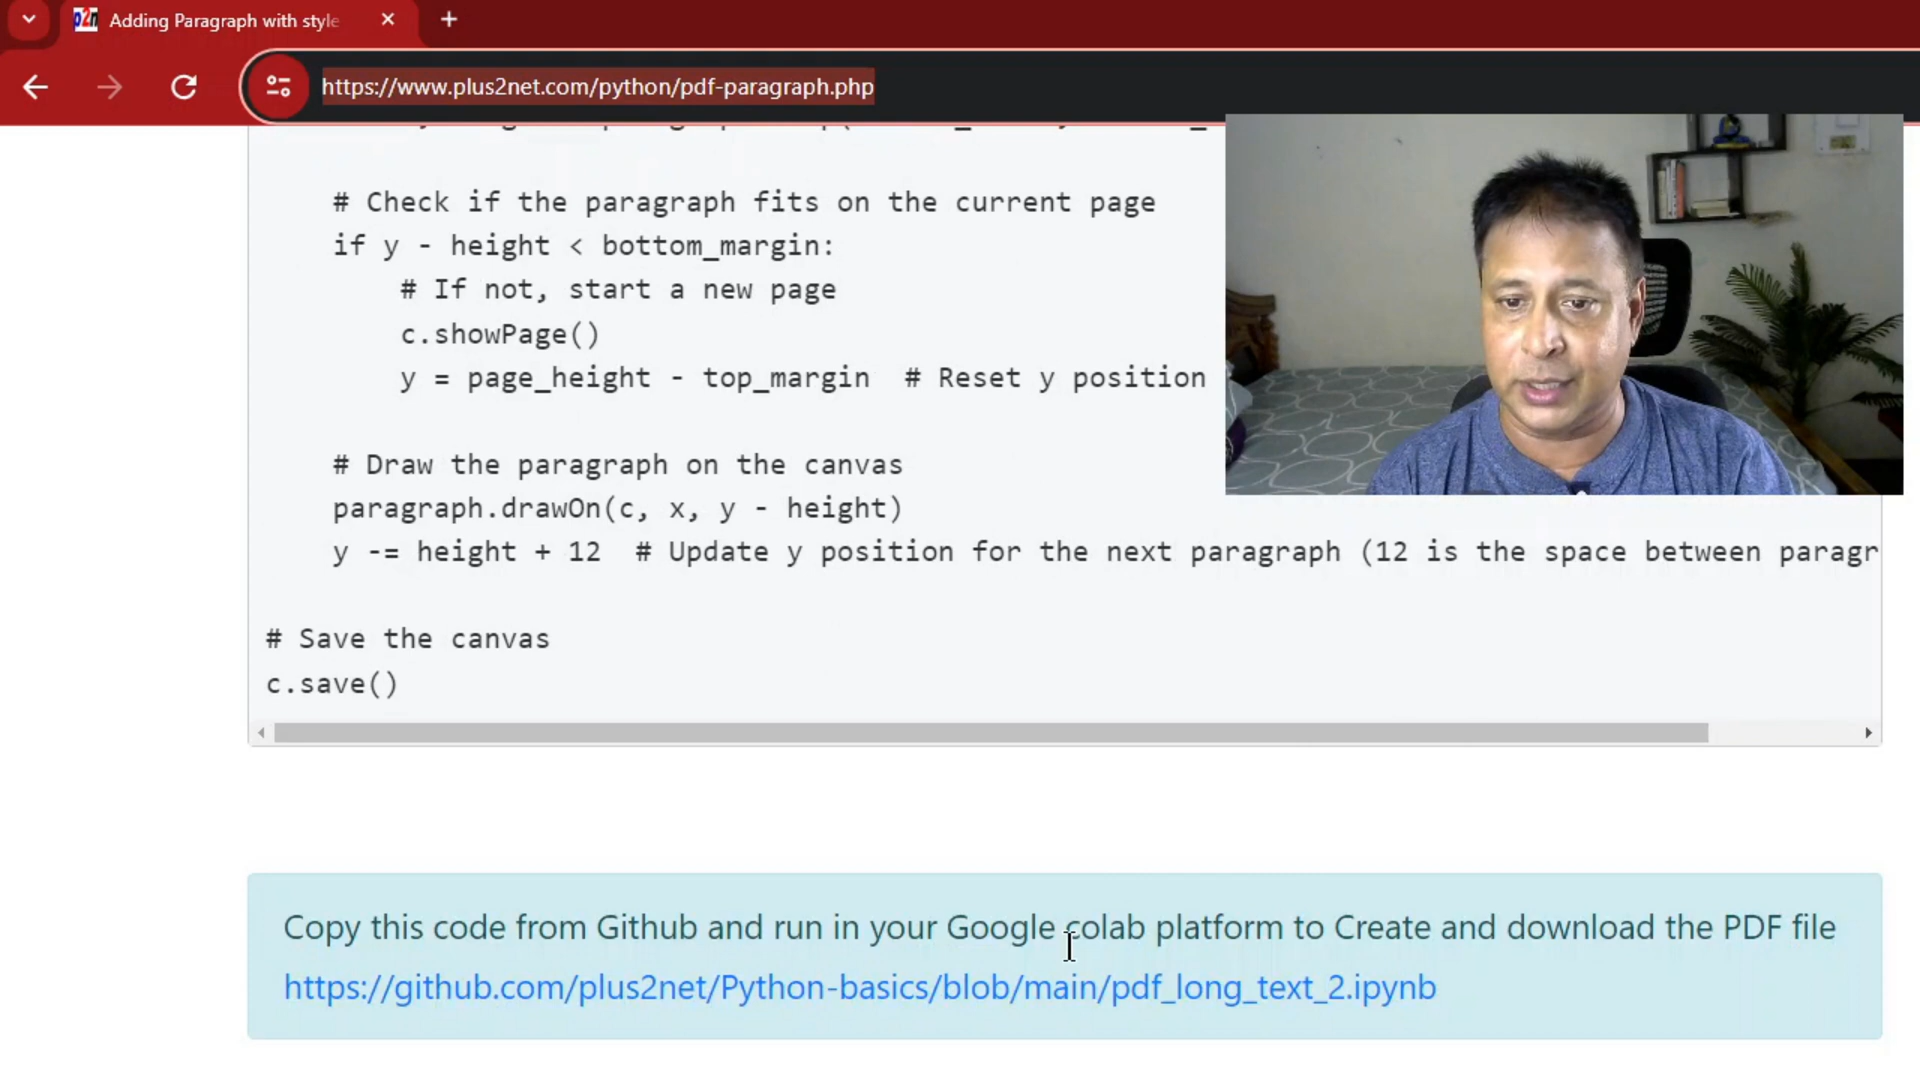 p2n Adding Paragraph with style
https://www.plus2net.com/python/pdf-paragraph.php
# Check if the paragraph fits on the current page
if y - height < bottom_margin:
# If not, start a new page
c.showPage()
y = page_height - top_margin # Reset y position
# Draw the paragraph on the canvas
paragraph.drawOn(c, x, y - height)
y -= height + 12 # Update y position for the next paragraph (12 is the space between paragr
# Save the canvas
c.save()
Copy this code from Github and run in your Google colab platform to Create and download the PDF file
https://github.com/plus2net/Python-basics/blob/main/pdf_long_text_2.ipynb